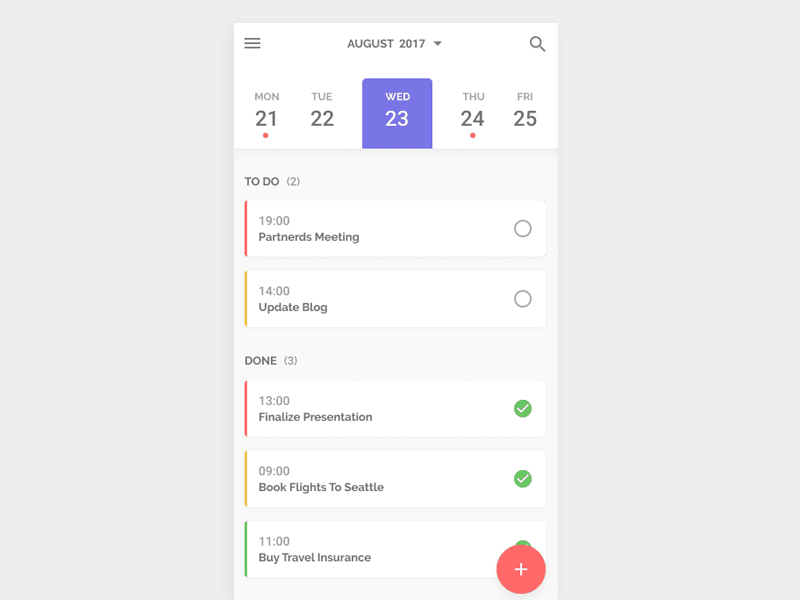 AUGUST 2017
MON TUE WED THU FRI
21 22 23 24 25
TO DO (2)
19:00
Partnerds Meeting
14:00
Update Blog
DONE (3)
13:00
Finalize Presentation
09:00
Book Flights To Seattle
11:00
Buy Travel Insurance